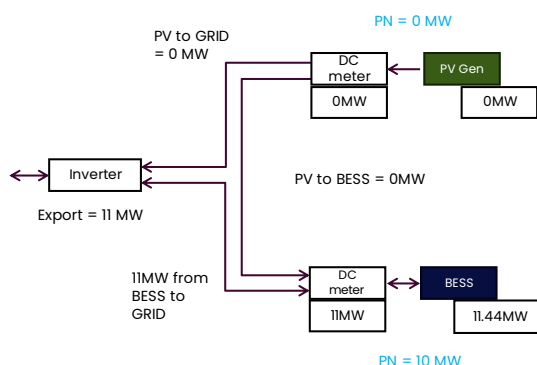 PN = 0 MW
PV to GRID
= 0 MW
DC
meter
PV Gen
0MW
0MW
Inverter
PV to BESS = 0MW
Export = 11 MW
11MW from
BESS to
GRID
DC
meter
BESS
11MW
11.44MW
PN = 10 MW